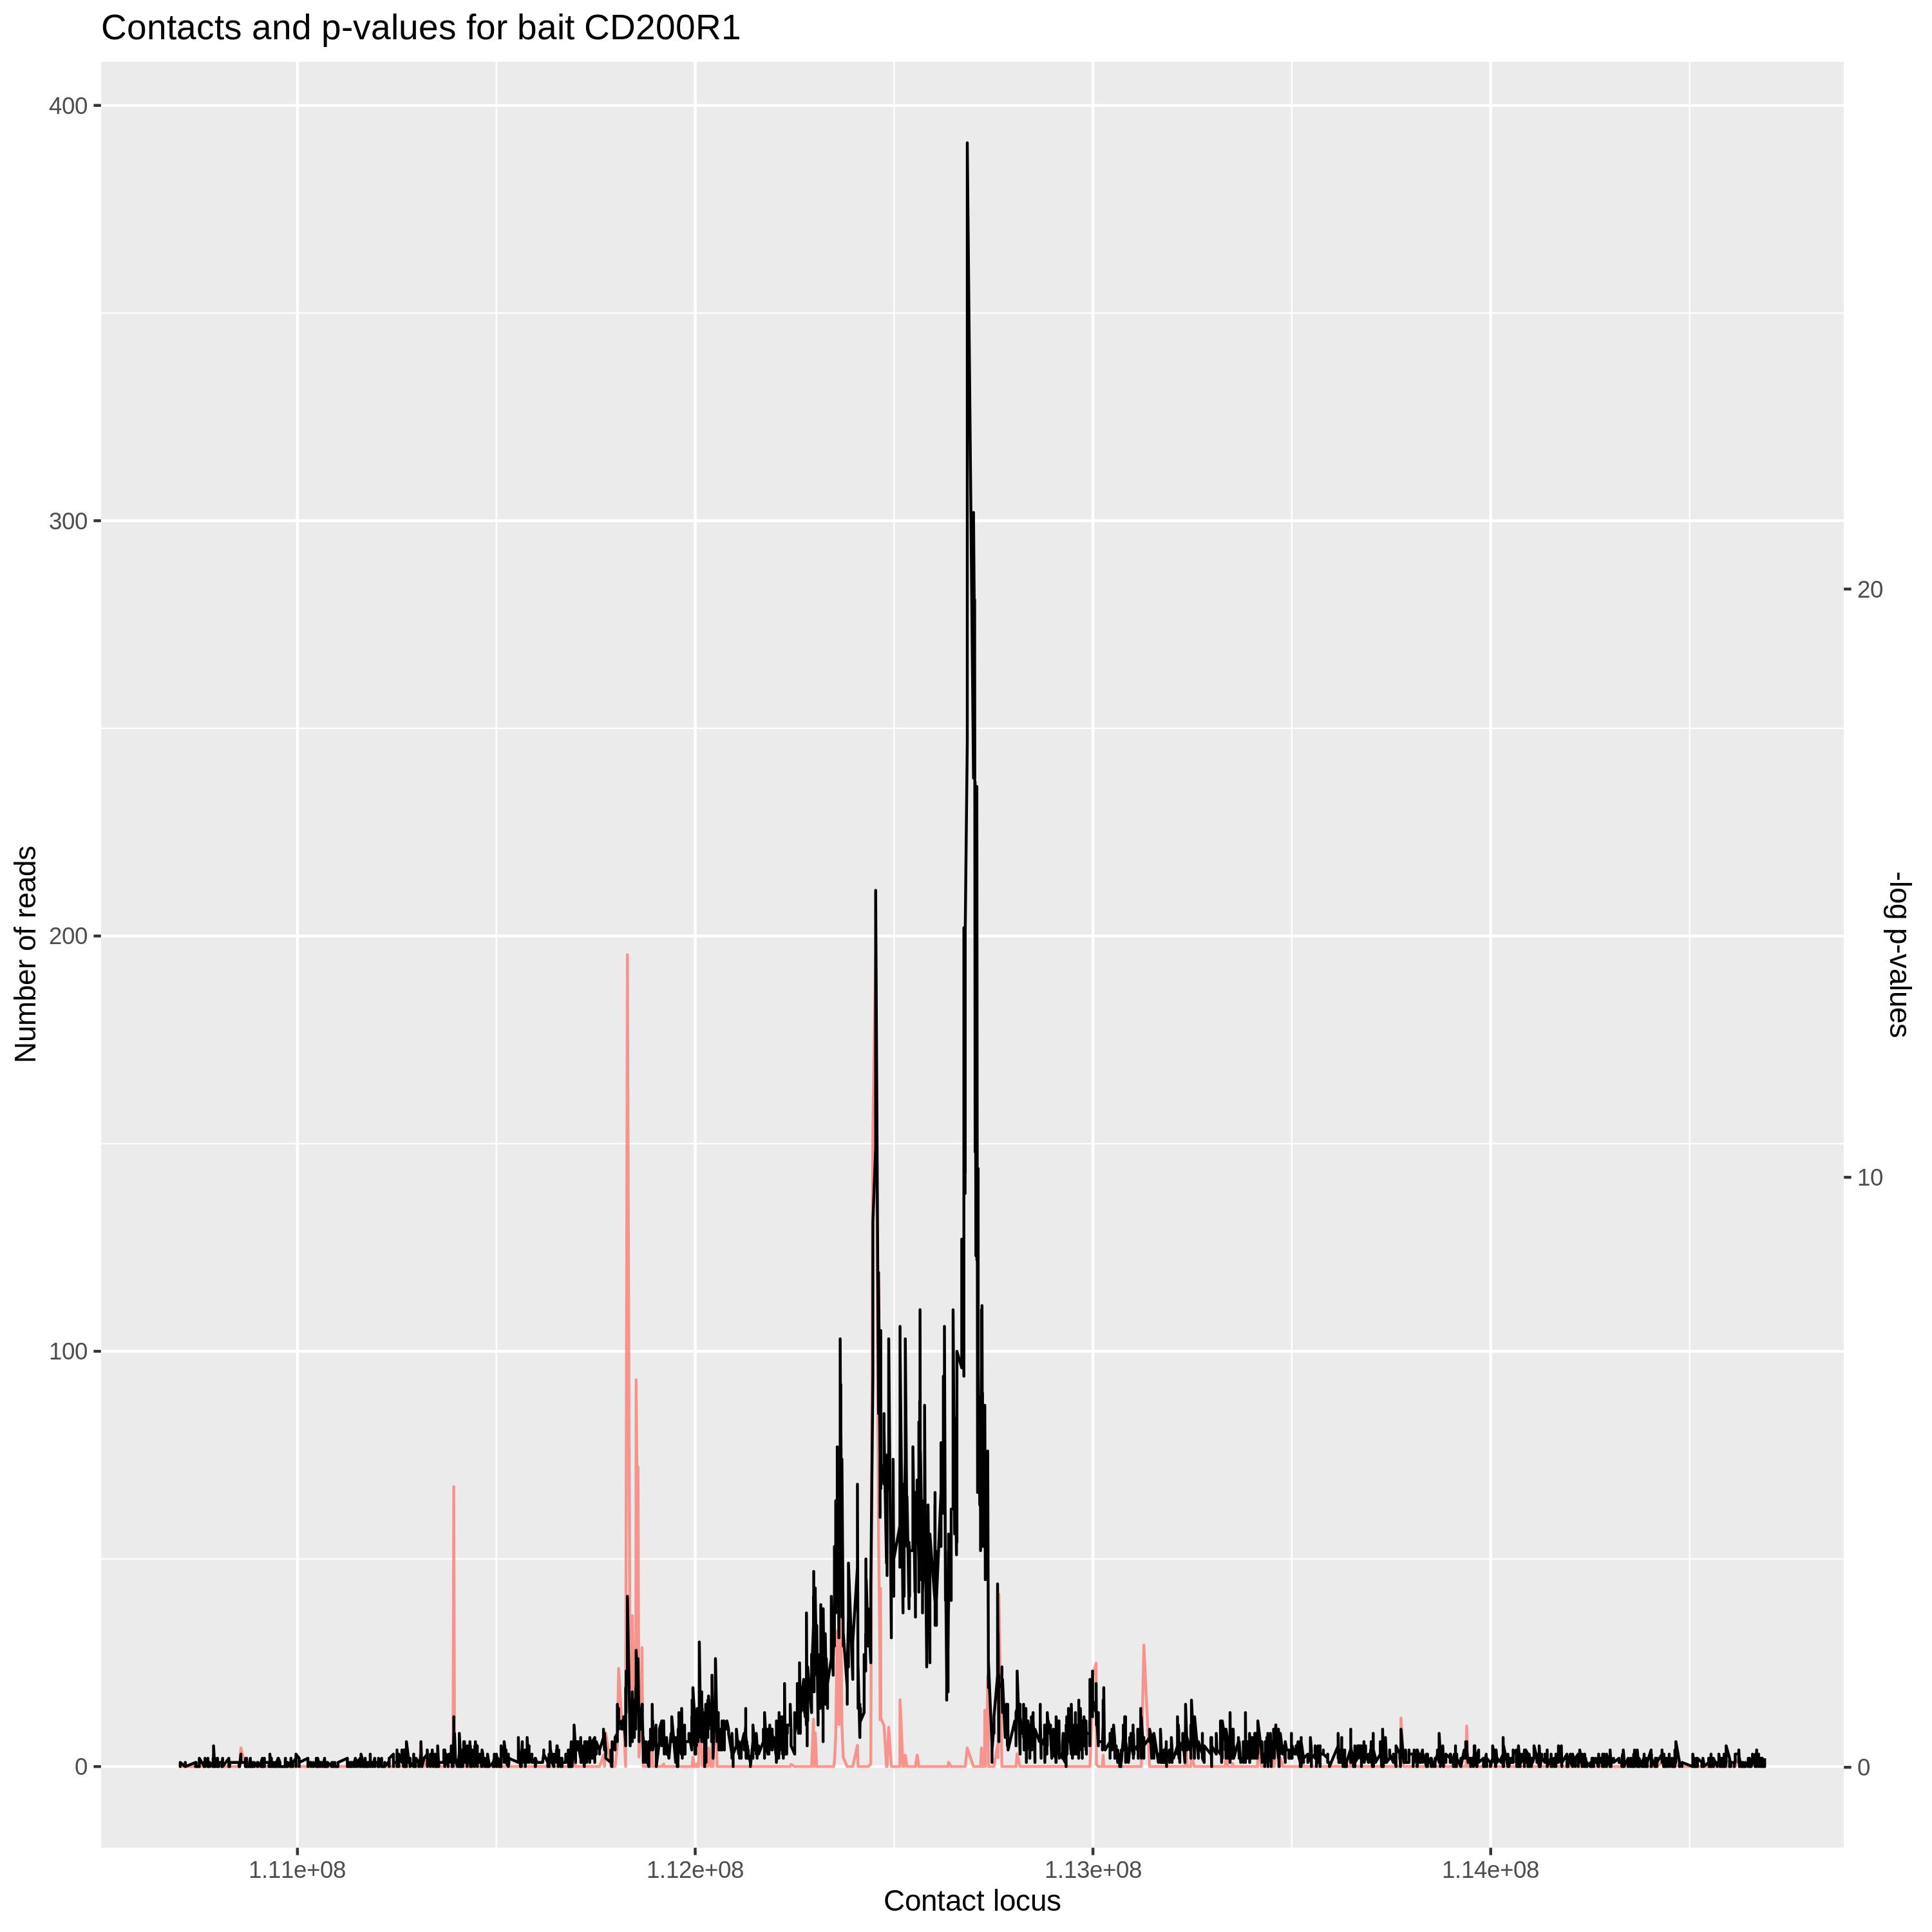 Contacts and p-values for bait CD200R1
400
300
200
100
0
Number of reads
20
10
0
-log p-values
1.11e+08
1.12e+08
1.13e+08
1.14e+08
Contact locus